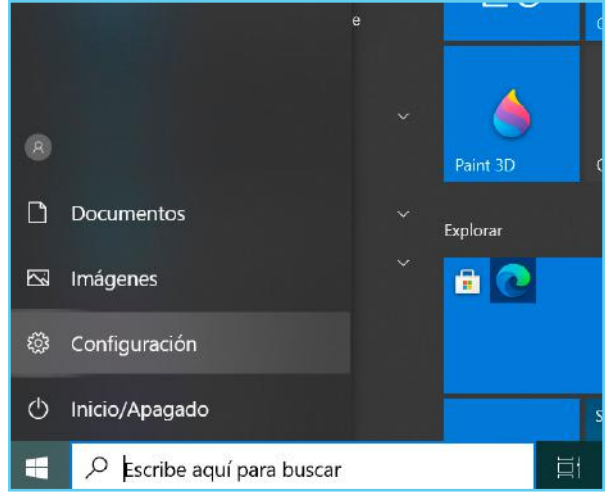 e
Paint 3D
Documentos
Explorar
Imágenes
Configuración
Inicio/Apagado
Escribe aquí para buscar